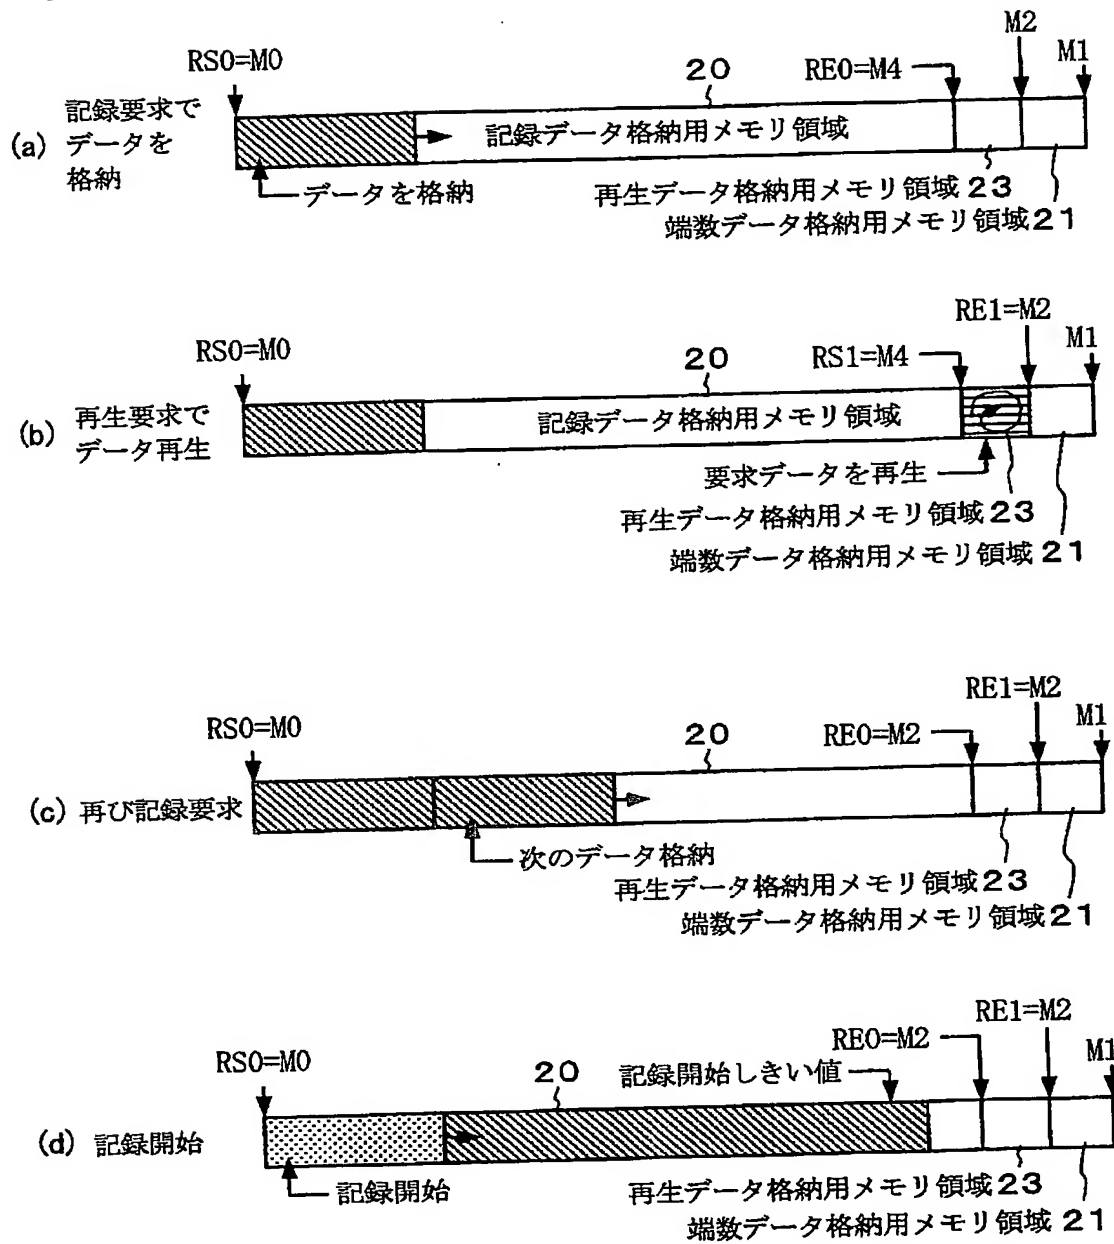 M2
RS0=M0
20
RE0=M4
M1
(a)
記録要求で
データを
格納
記録データ格納用メモリ領域
データを格納
再生データ格納用メモリ領域23
端数データ格納用メモリ領域21
RE1=M2
RS0=M0
20
RS1=M4
M1
(b)
再生要求で
データ再生
記録データ格納用メモリ領域
要求データを再生
再生データ格納用メモリ領域23
端数データ格納用メモリ領域21
RE1=M2
RS0=M0
20
RE0=M2
M1
(c) 再び記録要求
次のデータ格納
再生データ格納用メモリ領域23
端数データ格納用メモリ領域21
RE1=M2
RS0=M0
RE0=M2
M1
20
記録開始しきい値
(d) 記録開始
記録開始
再生データ格納用メモリ領域23
端数データ格納用メモリ領域21